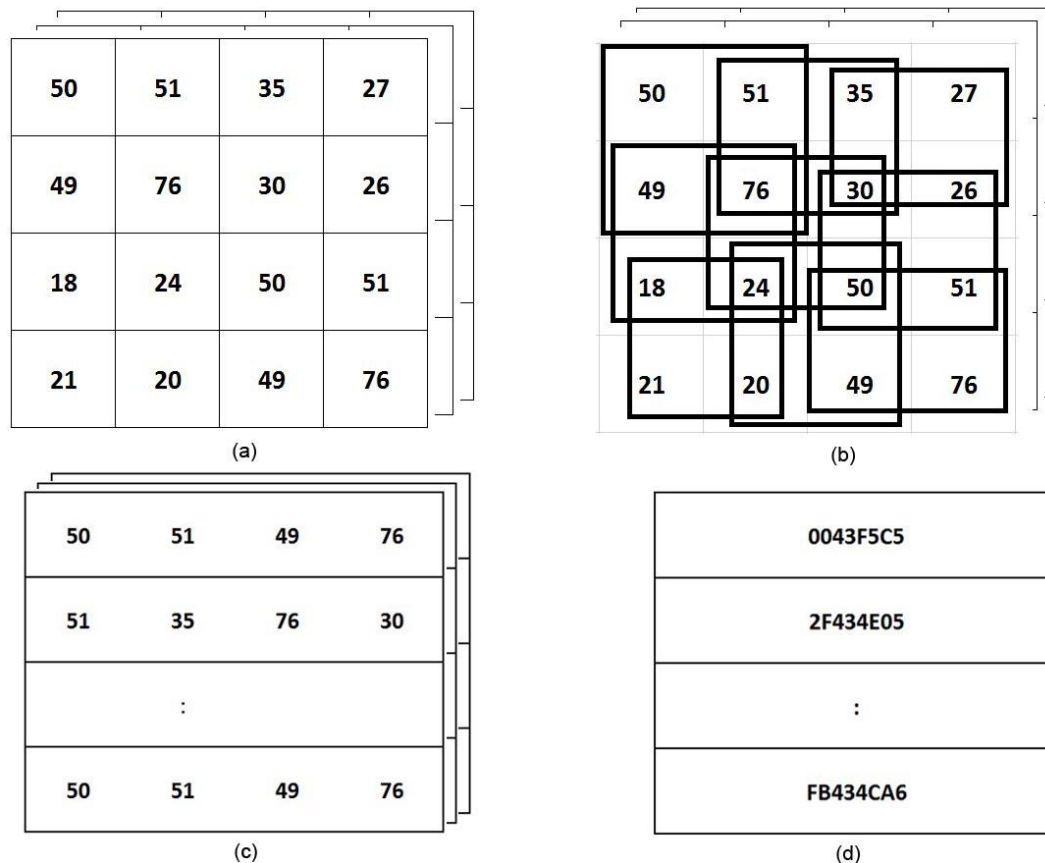 50 51 35 27
49 76 30 26
18 24 50 51
21 20 49 76
(a)
50 51 35 27
49 76 30 26
18 24 50 51
21 20 49 76
(b)
50 51 49 76
51 35 76 30
:
50 51 49 76
(c)
0043F5C5
2F434E05
:
FB434CA6
(d)